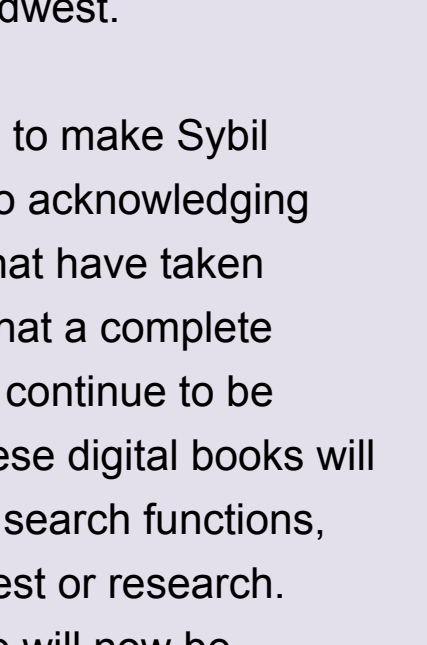 dwest.
to make Sybil
o acknowledging
hat have taken
hat a complete
continue to be
ese digital books will
search functions,
est or research.
will now be